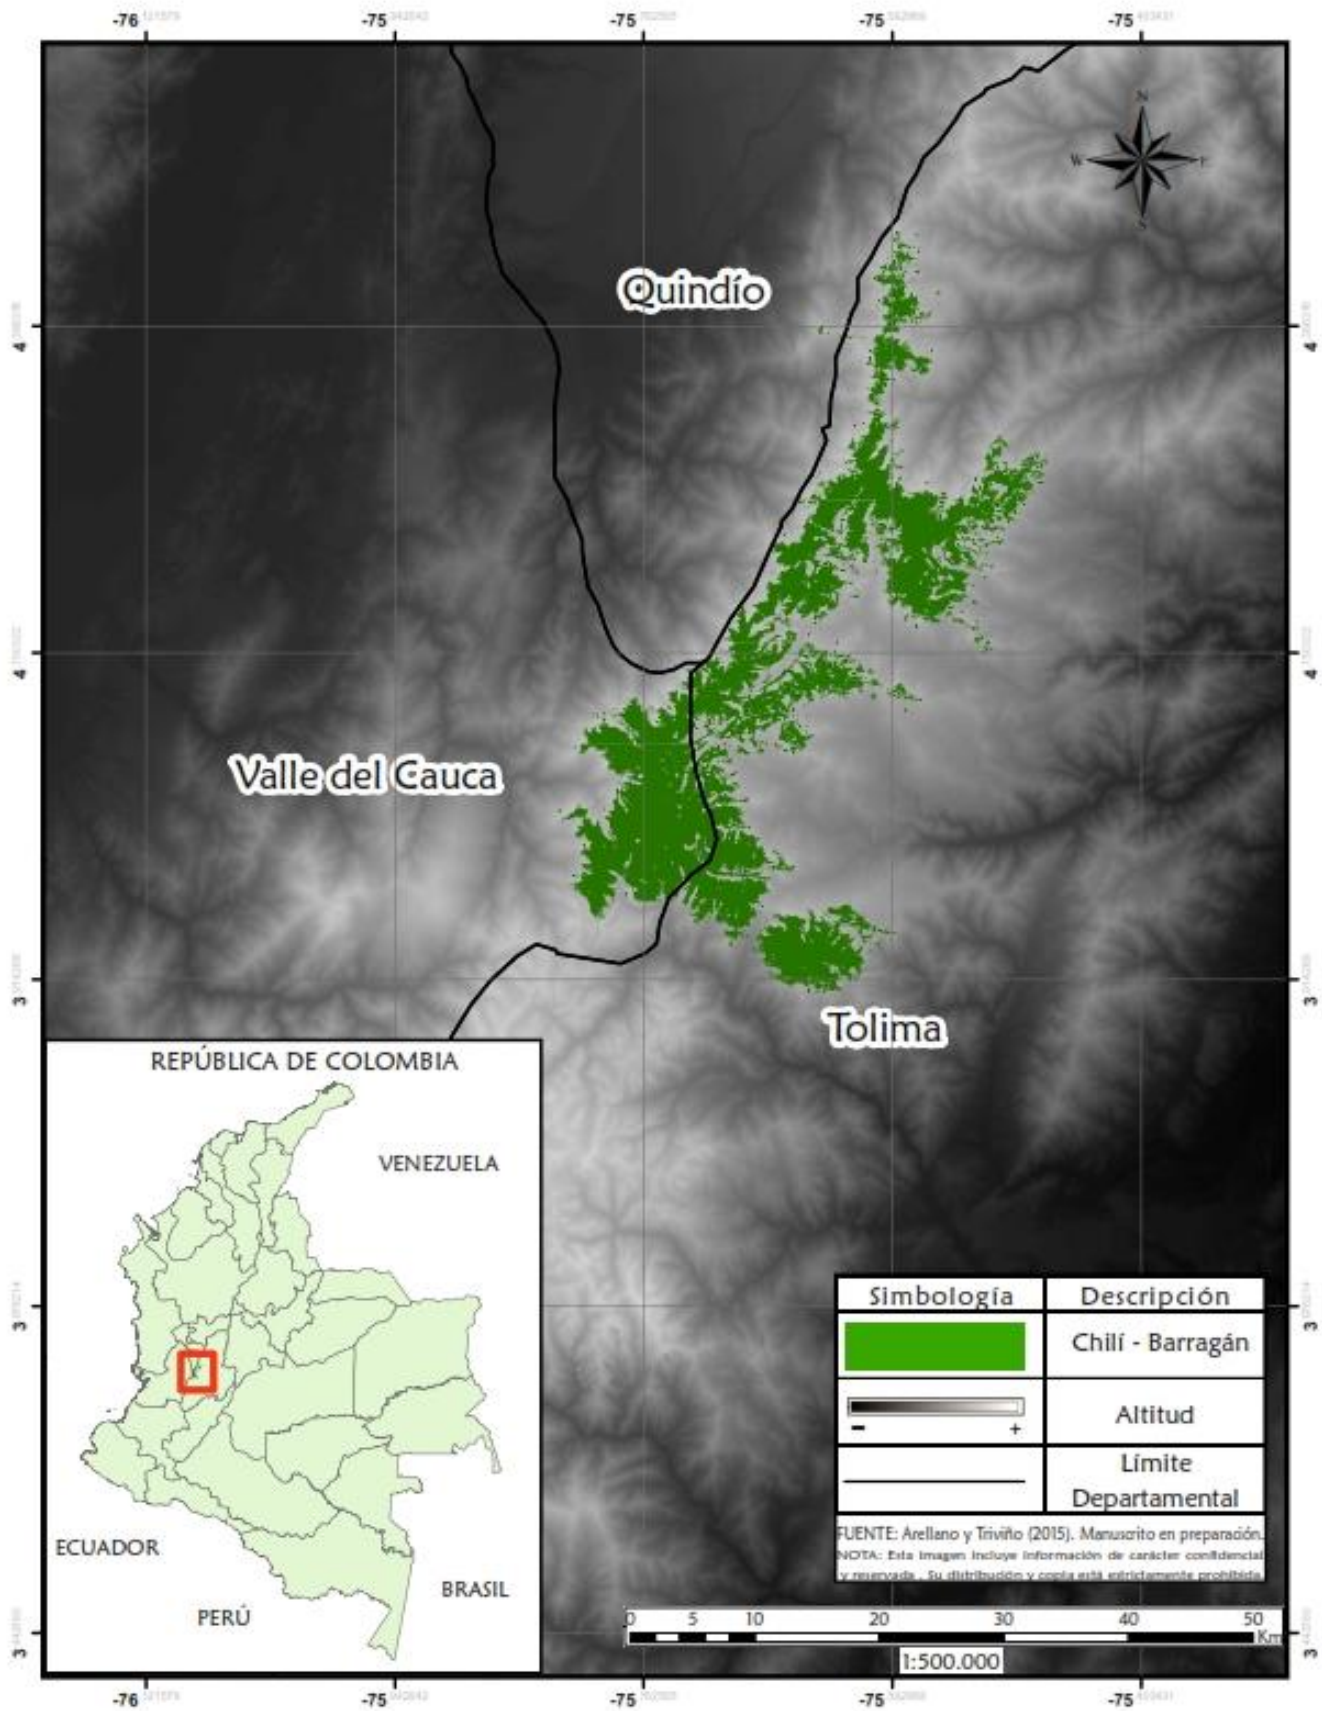 -76 -75 -75 -75 -75
N
W
S
Quindío
4 4
4 4
Valle del Cauca
3 3
Tolima
REPÚBLICA DE COLOMBIA
VENEZUELA
ECUADOR
PERÚ
BRASIL
3 3
Simbología Descripción
Chilí - Barragán
- +
Altitud
Límite
Departamental
FUENTE: Arellano y Triviño (2015). Manuscrito en preparación.
NOTA: Esta imagen incluye información de carácter confidencial
y reservada . Su distribución y copia está estrictamente prohibida.
0 5 10 20 30 40 50
Km
1:500.000
3 3
-76 -75 -75 -75 -75